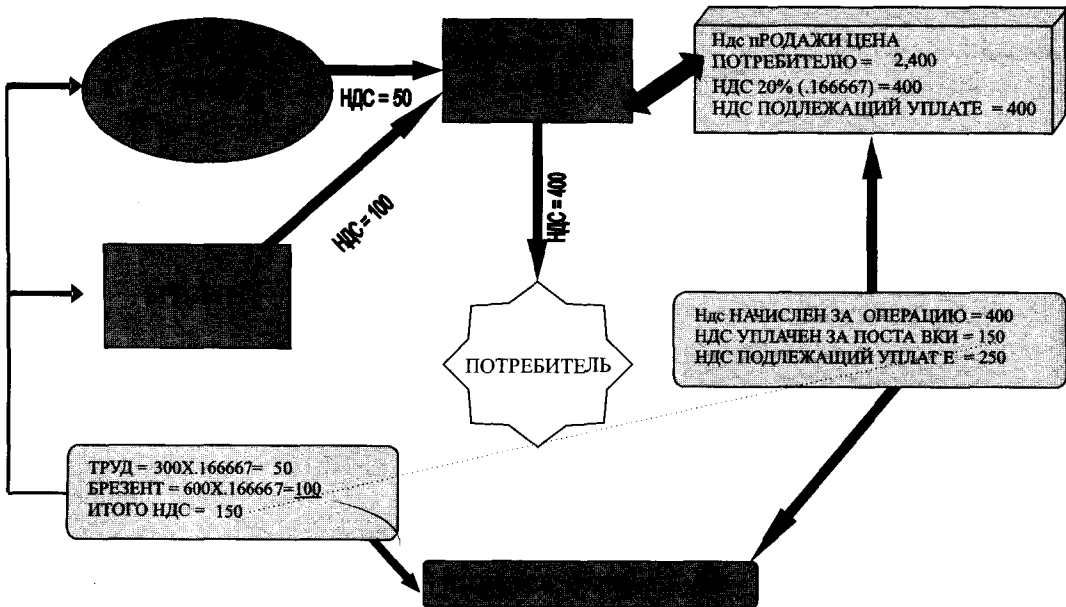 Ндс пРОДАЖИ ЦЕНА
ПОТРЕБИТЕЛЮ = 2,400
НДС 20% (.166667) = 400
НДС ПОДЛЕЖАЩИЙ УПЛАТЕ = 400
НДС = 50
НДС = 100
НДС = 400
Ндс НАЧИСЛЕН ЗА ОПЕРАЦИЮ = 400
НДС УПЛАЧЕН ЗА ПОСТА ВКИ = 150
НДС ПОДЛЕЖАЩИЙ УПЛАТ Е = 250
ПОТРЕБИТЕЛЬ
ТРУД = 300Х.166667= 50
БРЕЗЕНТ = 600Х.166667=100
ИТОГО НДС = 150